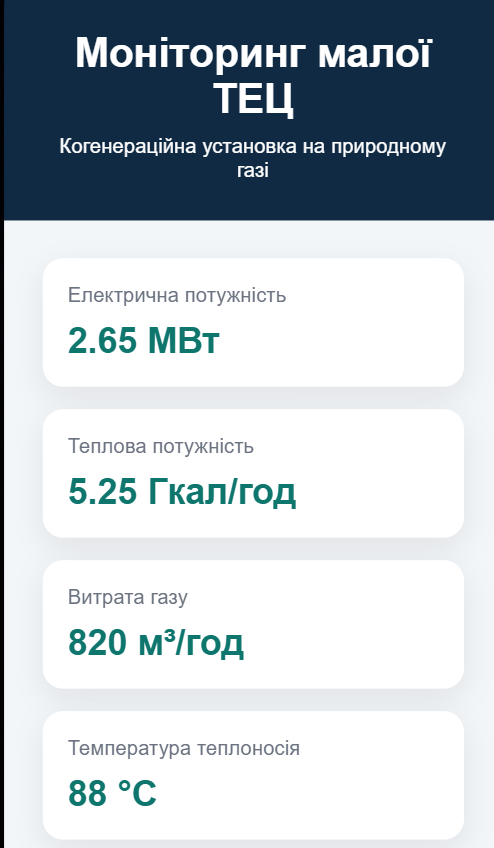 Моніторинг малої
ТЕЦ
Когенераційна установка на природному
газі
Електрична потужність
2.65 МВт
Теплова потужність
5.25 Гкал/год
Витрата газу
820 м³/год
Температура теплоносія
88 °C